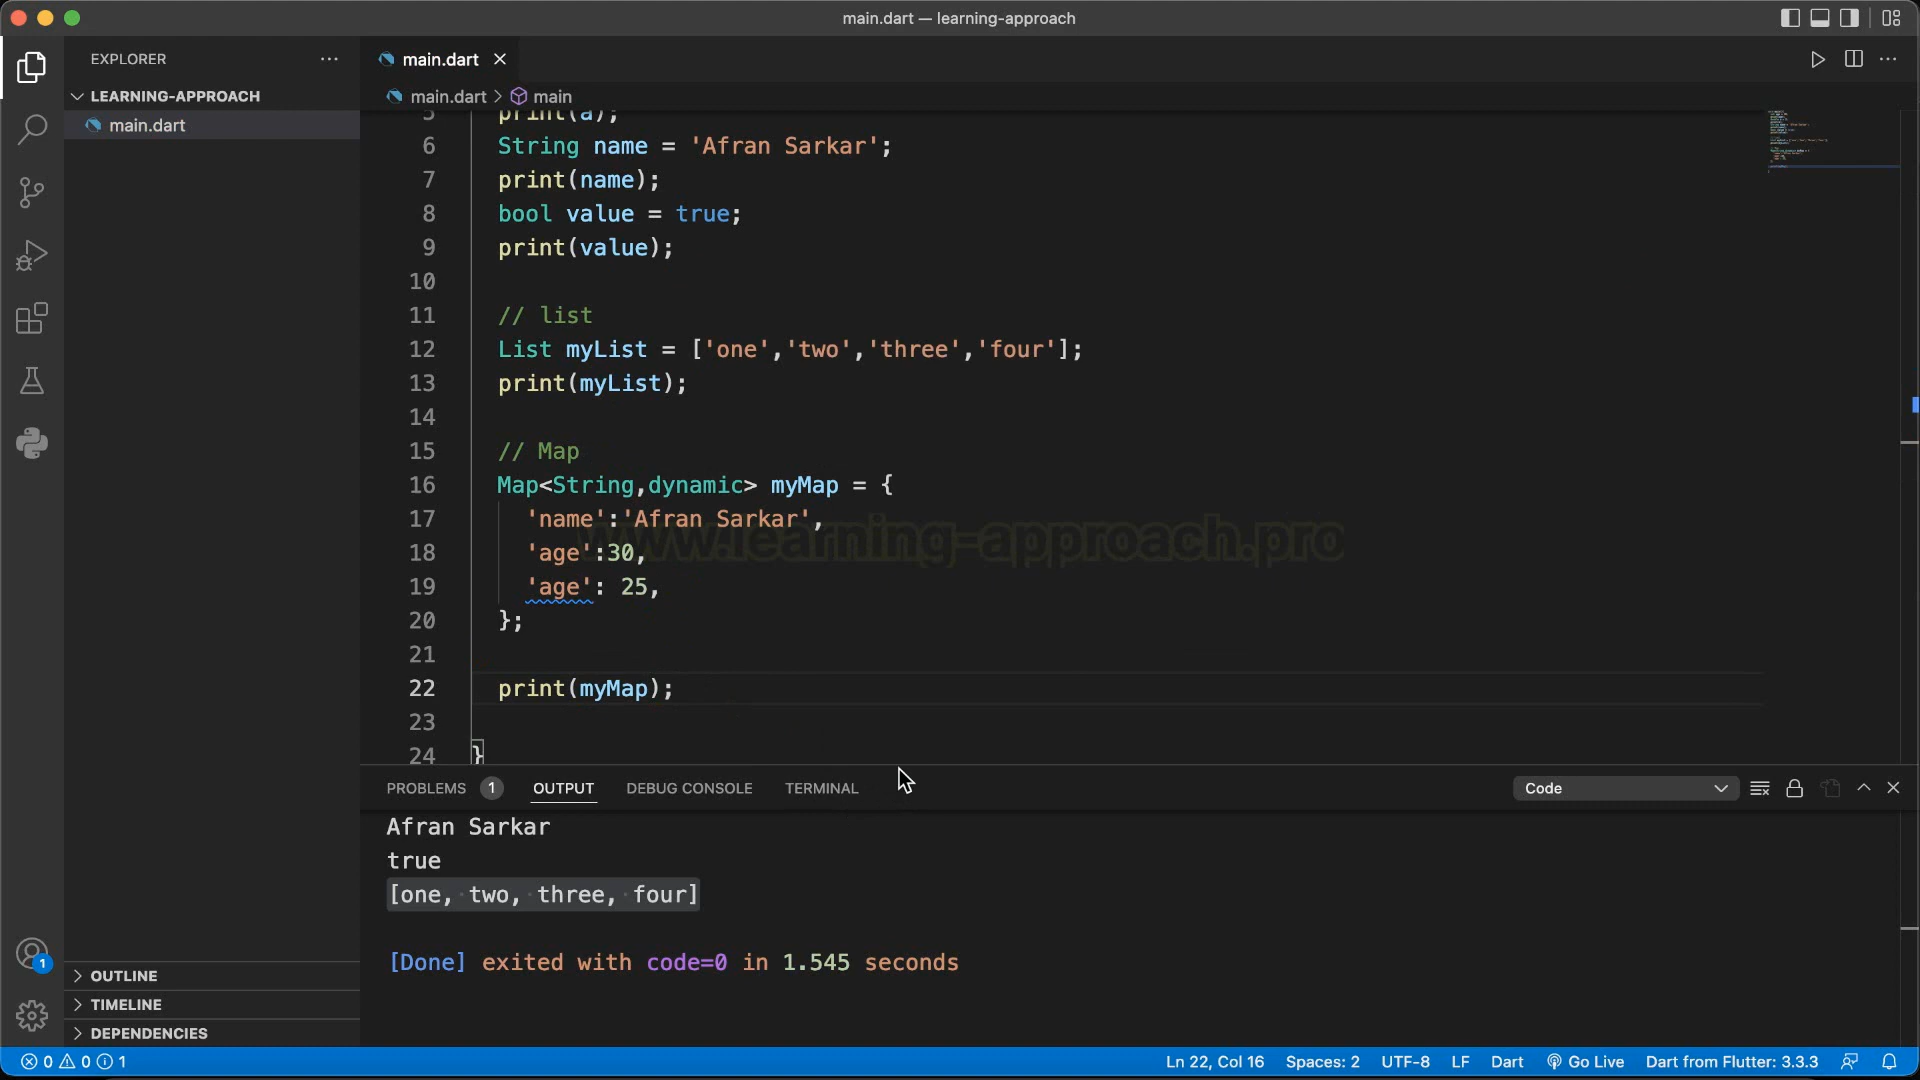 main.dart — learning-approach
EXPLORER
main.dart
LEARNING-APPROACH
main.dart > main
main.dart
5 print(a);
6 String name = 'Afran Sarkar';
7 print(name);
8 bool value = true;
9 print(value);
10
11 // list
12 List myList = ['one','two','three','four'];
13 print(myList);
14
15 // Map
16 Map<String,dynamic> myMap = {
17 'name':'Afran Sarkar',
www.learning-approach.pro
18 'age':30,
19 'age': 25,
20 };
21
22 print(myMap);
23
24 }
PROBLEMS 1 OUTPUT DEBUG CONSOLE TERMINAL Code
Afran Sarkar
true
[one, two, three, four]
[Done] exited with code=0 in 1.545 seconds
1
OUTLINE
TIMELINE
DEPENDENCIES
0 0 1 Ln 22, Col 16 Spaces: 2 UTF-8 LF Dart Go Live Dart from Flutter: 3.3.3